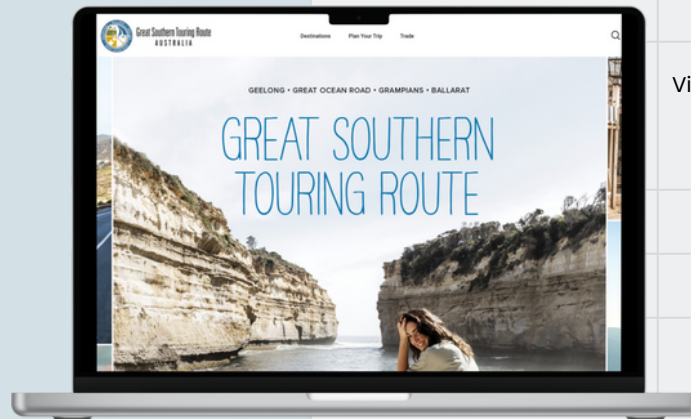 Great Southern Touring Route
AUSTRALIA
Destinations
Plan Your Trip
Trade
GEELONG • GREAT OCEAN ROAD • GRAMPIANS • BALLARAT
GREAT SOUTHERN
TOURING ROUTE
Vi